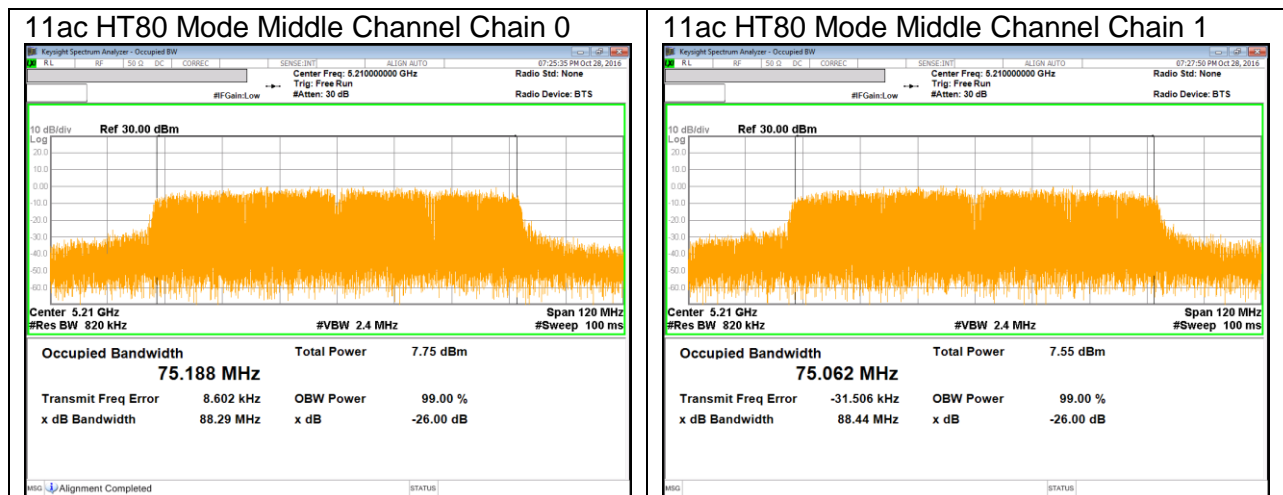 11ac HT80 Mode Middle Channel Chain 0
Keysight Spectrum Analyzer - Occupied BW
RL RF 50 Ω DC CORREC SENSE:INT ALIGN AUTO 07:25:35 PM Oct 28, 2016
Center Freq: 5.210000000 GHz Radio Std: None
Trig: Free Run
#IFGain:Low #Atten: 30 dB Radio Device: BTS
10 dB/div Ref 30.00 dBm
Log
20.0
10.0
0.00
-10.0
-20.0
-30.0
-40.0
-50.0
-60.0
Center 5.21 GHz Span 120 MHz
#Res BW 820 kHz #VBW 2.4 MHz #Sweep 100 ms
Occupied Bandwidth Total Power 7.75 dBm
75.188 MHz
Transmit Freq Error 8.602 kHz OBW Power 99.00 %
x dB Bandwidth 88.29 MHz x dB -26.00 dB
MSG Alignment Completed STATUS
11ac HT80 Mode Middle Channel Chain 1
Keysight Spectrum Analyzer - Occupied BW
RL RF 50 Ω DC CORREC SENSE:INT ALIGN AUTO 07:27:50 PM Oct 28, 2016
Center Freq: 5.210000000 GHz Radio Std: None
Trig: Free Run
#IFGain:Low #Atten: 30 dB Radio Device: BTS
10 dB/div Ref 30.00 dBm
Log
20.0
10.0
0.00
-10.0
-20.0
-30.0
-40.0
-50.0
-60.0
Center 5.21 GHz Span 120 MHz
#Res BW 820 kHz #VBW 2.4 MHz #Sweep 100 ms
Occupied Bandwidth Total Power 7.55 dBm
75.062 MHz
Transmit Freq Error -31.506 kHz OBW Power 99.00 %
x dB Bandwidth 88.44 MHz x dB -26.00 dB
MSG STATUS